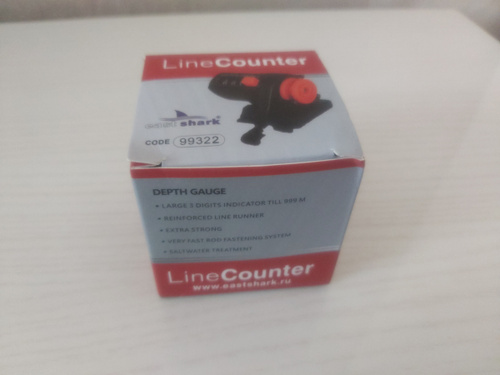 LineCounter
east shark
CODE 99322
DEPTH GAUGE
• LARGE 3 DIGITS INDICATOR TILL 999 M
• REINFORCED LINE RUNNER
• EXTRA STRONG
• VERY FAST ROD FASTENING SYSTEM
• SALTWATER TREATMENT
LineCounter
www.eastshark.ru